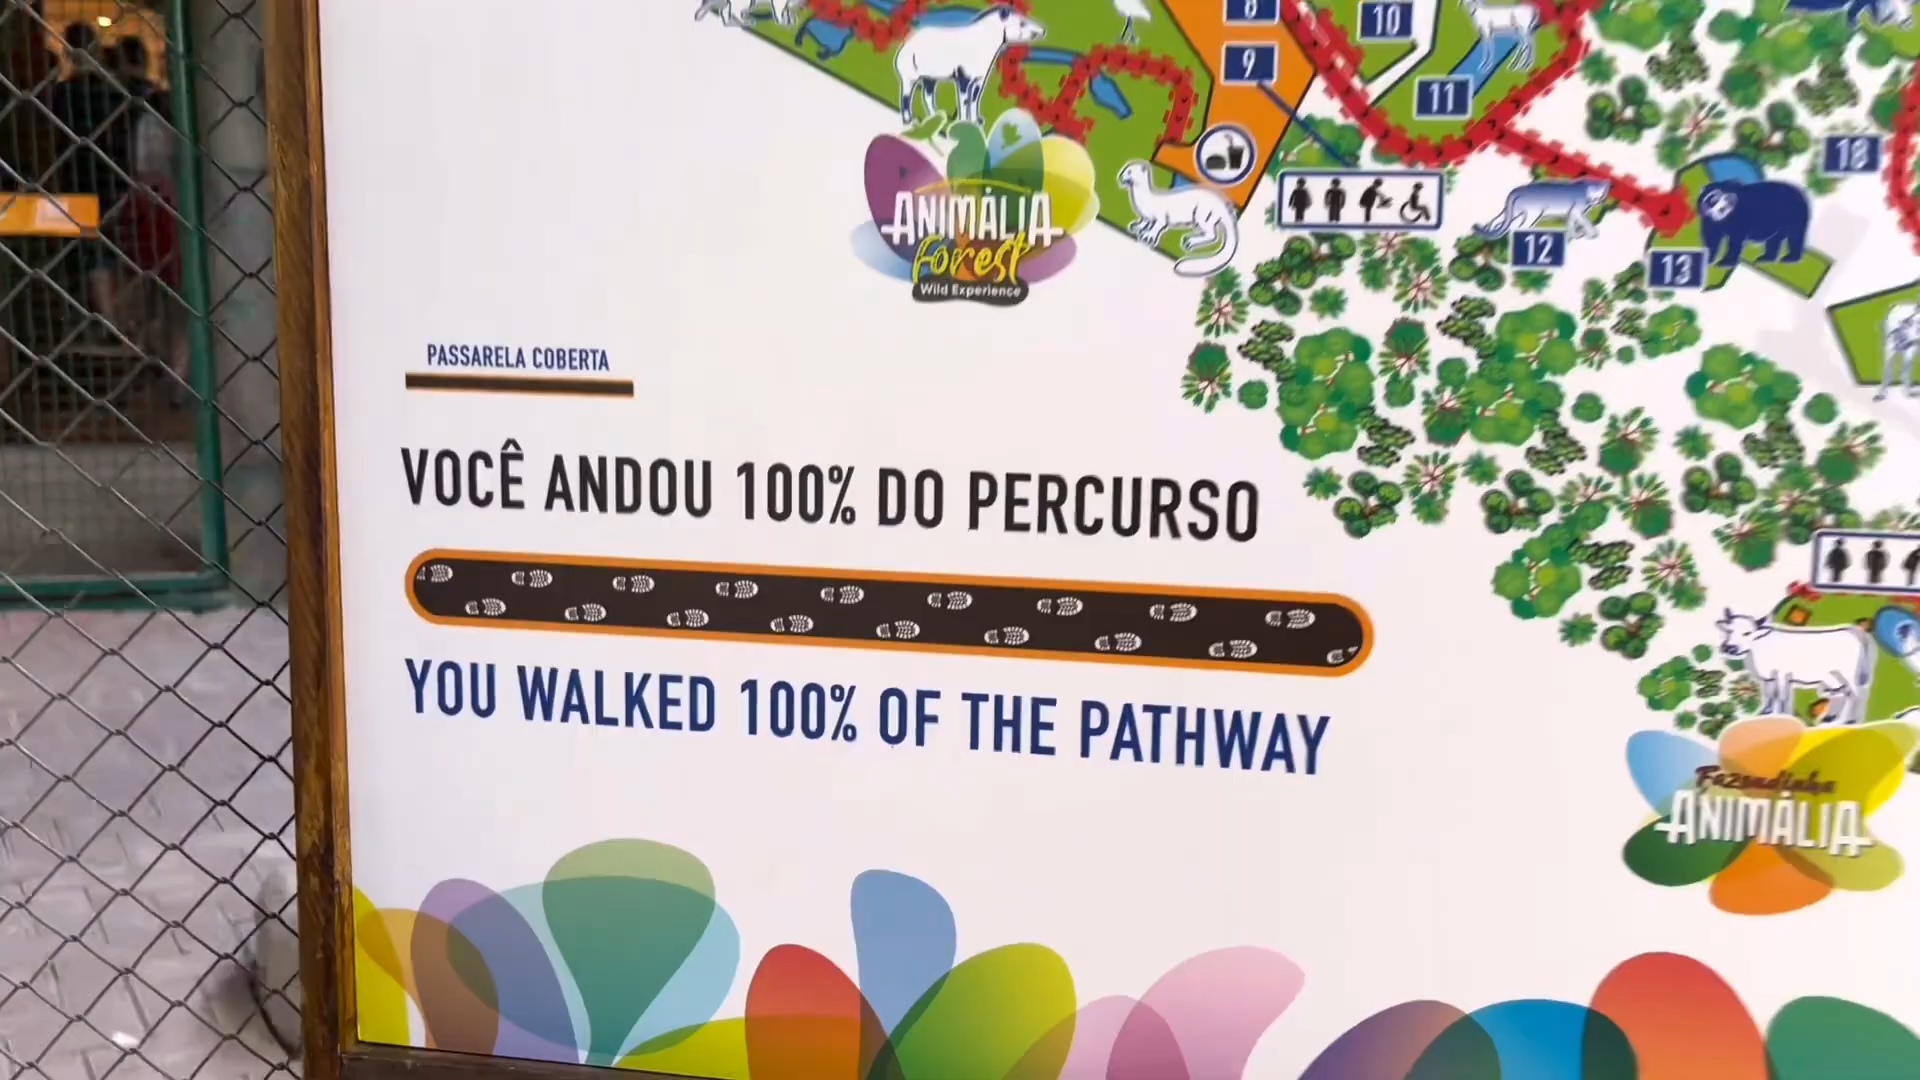 8
10
9
11
18
ANIMÁLIA
Forest
Wild Experience
12
13
PASSARELA COBERTA
VOCÊ ANDOU 100% DO PERCURSO
YOU WALKED 100% OF THE PATHWAY
Fazendinha
ANIMÁLIA